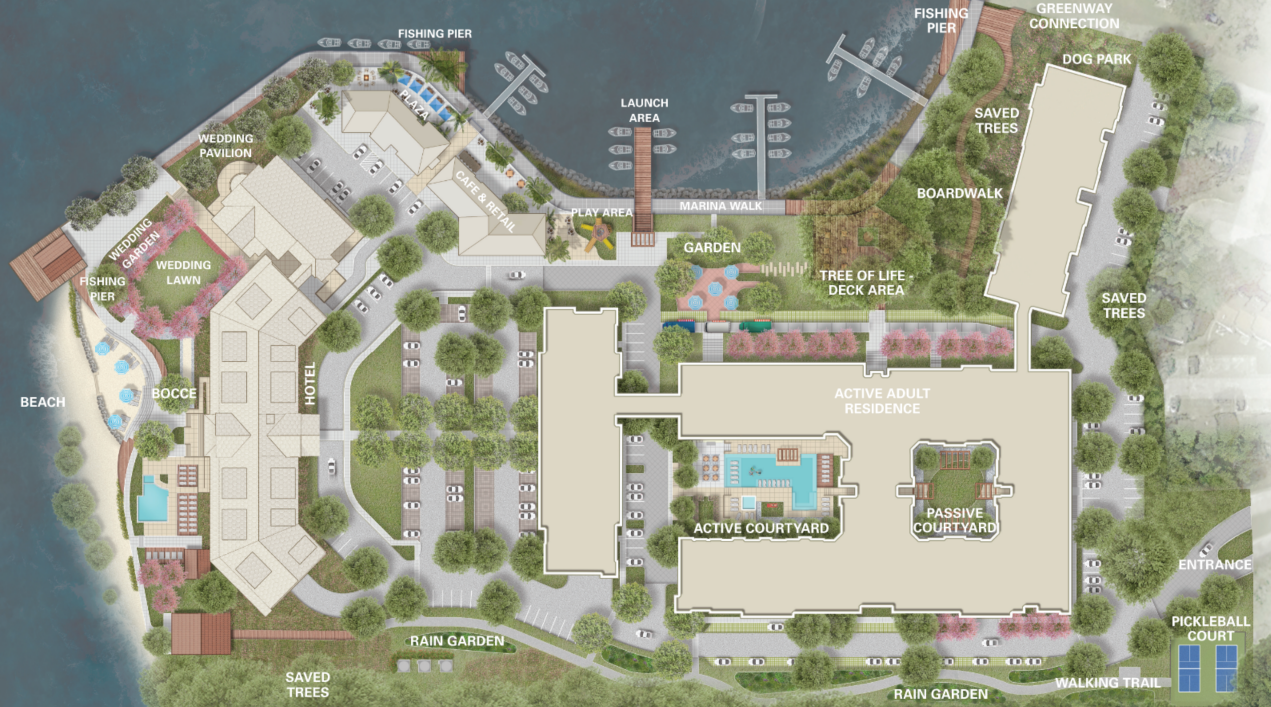 FISHING PIER
FISHING
PIER
GREENWAY
CONNECTION
DOG PARK
PLAZA
LAUNCH
AREA
SAVED
TREES
WEDDING
PAVILION
CAFE & RETAIL
BOARDWALK
PLAY AREA
MARINA WALK
WEDDING
GARDEN
WEDDING
LAWN
GARDEN
FISHING
PIER
TREE OF LIFE -
DECK AREA
SAVED
TREES
BEACH
BOCCE
HOTEL
ACTIVE ADULT
RESIDENCE
ACTIVE COURTYARD
PASSIVE
COURTYARD
ENTRANCE
PICKLEBALL
COURT
RAIN GARDEN
SAVED
TREES
WALKING TRAIL
RAIN GARDEN